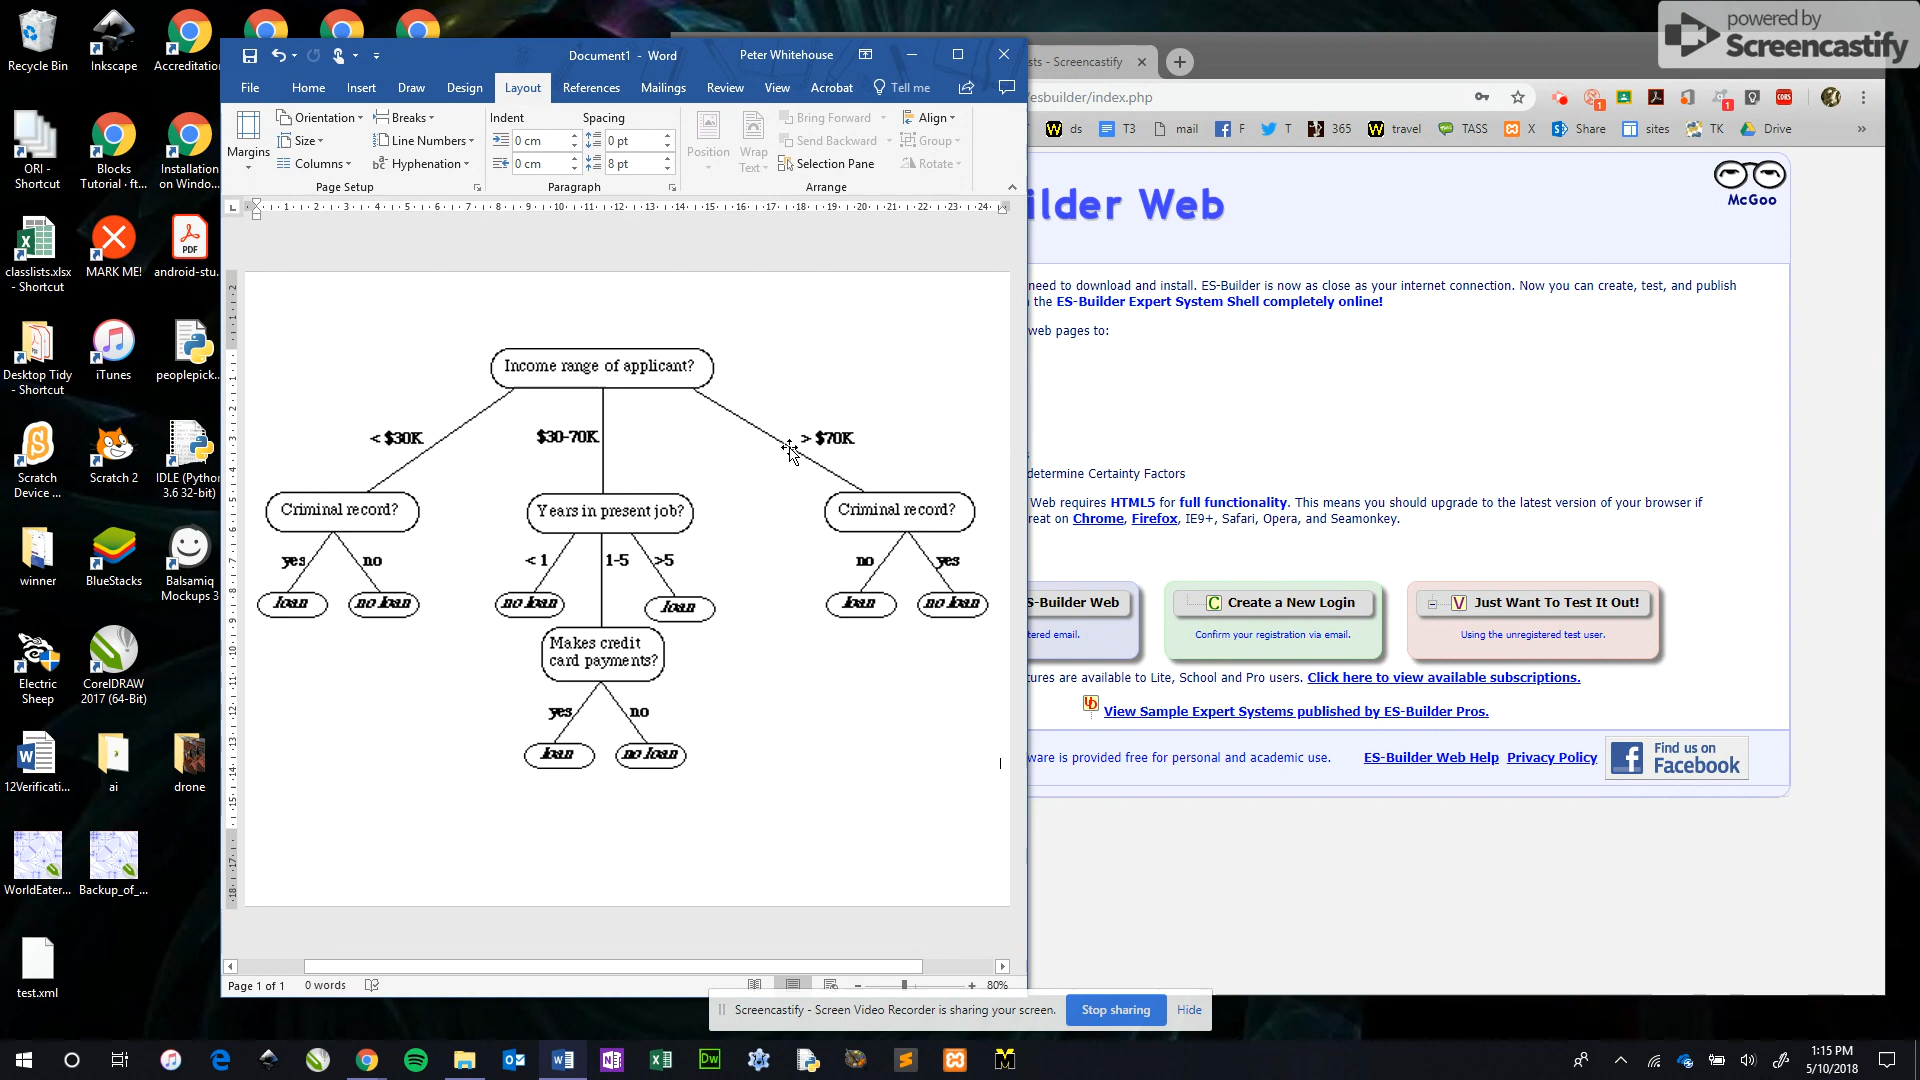 powered by
Screencastify
Recycle Bin
Inkscape
Accreditatio
Document1 - Word
Peter Whitehouse
sts - Screencastify
File
Home
Insert
Draw
Design
Layout
References
Mailings
Review
View
Acrobat
Tell me
esbuilder/index.php
Margins
Orientation
Size
Columns
Breaks
Line Numbers
Hyphenation
Page Setup
Indent
Spacing
0 cm
0 pt
0 cm
8 pt
Paragraph
Position
Wrap
Text
Bring Forward
Send Backward
Selection Pane
Align
Group
Rotate
Arrange
ds
T3
mail
F
T
365
travel
TASS
X
Share
sites
TK
Drive
ORI -
Shortcut
Blocks
Tutorial · ft...
Installation
on Windo...
ilder Web
McGoo
classlists.xlsx
- Shortcut
MARK ME!
android-stu...
need to download and install. ES-Builder is now as close as your internet connection. Now you can create, test, and publish
the ES-Builder Expert System Shell completely online!
web pages to:
Income range of applicant?
< $30K
$30-70K
> $70K
Desktop Tidy
- Shortcut
iTunes
peoplepick...
Criminal record?
Years in present job?
Criminal record?
yes
no
< 1
1-5
>5
no
yes
loan
no loan
no loan
loan
loan
no loan
Makes credit
card payments?
yes
no
loan
no loan
Scratch
Device ...
Scratch 2
IDLE (Python
3.6 32-bit)
determine Certainty Factors
Web requires HTML5 for full functionality. This means you should upgrade to the latest version of your browser if
reat on Chrome, Firefox, IE9+, Safari, Opera, and Seamonkey.
winner
BlueStacks
Balsamiq
Mockups 3
S-Builder Web
tered email.
Create a New Login
Confirm your registration via email.
Just Want To Test It Out!
Using the unregistered test user.
tures are available to Lite, School and Pro users. Click here to view available subscriptions.
View Sample Expert Systems published by ES-Builder Pros.
Electric
Sheep
CorelDRAW
2017 (64-Bit)
ware is provided free for personal and academic use.
ES-Builder Web Help
Privacy Policy
Find us on
Facebook
12Verificati...
ai
drone
WorldEater...
Backup_of_...
test.xml
Page 1 of 1
0 words
80%
Screencastify - Screen Video Recorder is sharing your screen.
Stop sharing
Hide
1:15 PM
5/10/2018